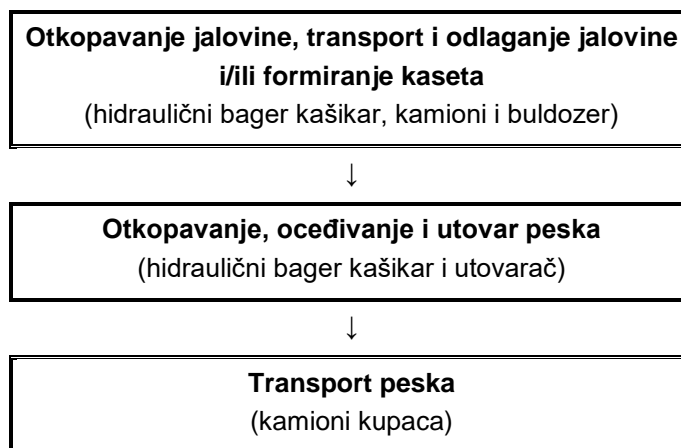 Otkopavanje jalovine, transport i odlaganje jalovine
i/ili formiranje kaseta
(hidraulični bager kašikar, kamioni i buldozer)
↓
Otkopavanje, oceđivanje i utovar peska
(hidraulični bager kašikar i utovarač)
↓
Transport peska
(kamioni kupaca)